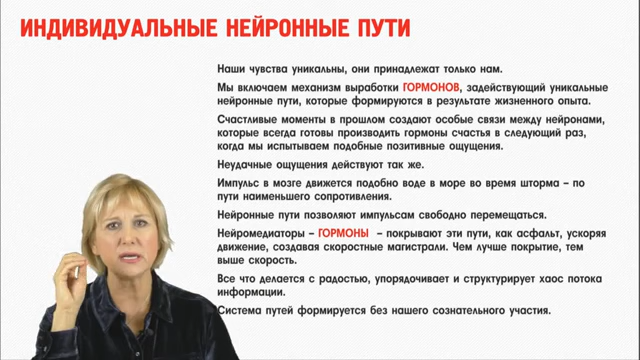 ИНДИВИДУАЛЬНЫЕ НЕЙРОННЫЕ ПУТИ
Наши чувства уникальны, они принадлежат только нам.
Мы включаем механизм выработки ГОРМОНОВ, задействующий уникальные
нейронные пути, которые формируются в результате жизненного опыта.
Счастливые моменты в прошлом создают особые связи между нейронами,
которые всегда готовы производить гормоны счастья в следующий раз,
когда мы испытываем подобные позитивные ощущения.
Неудачные ощущения действуют так же.
Импульс в мозге движется подобно воде в море во время шторма – по
пути наименьшего сопротивления.
Нейронные пути позволяют импульсам свободно перемещаться.
Нейромедиаторы – ГОРМОНЫ – покрывают эти пути, как асфальт, ускоряя
движение, создавая скоростные магистрали. Чем лучше покрытие, тем
выше скорость.
Все что делается с радостью, упорядочивает и структурирует хаос потока
информации.
Система путей формируется без нашего сознательного участия.